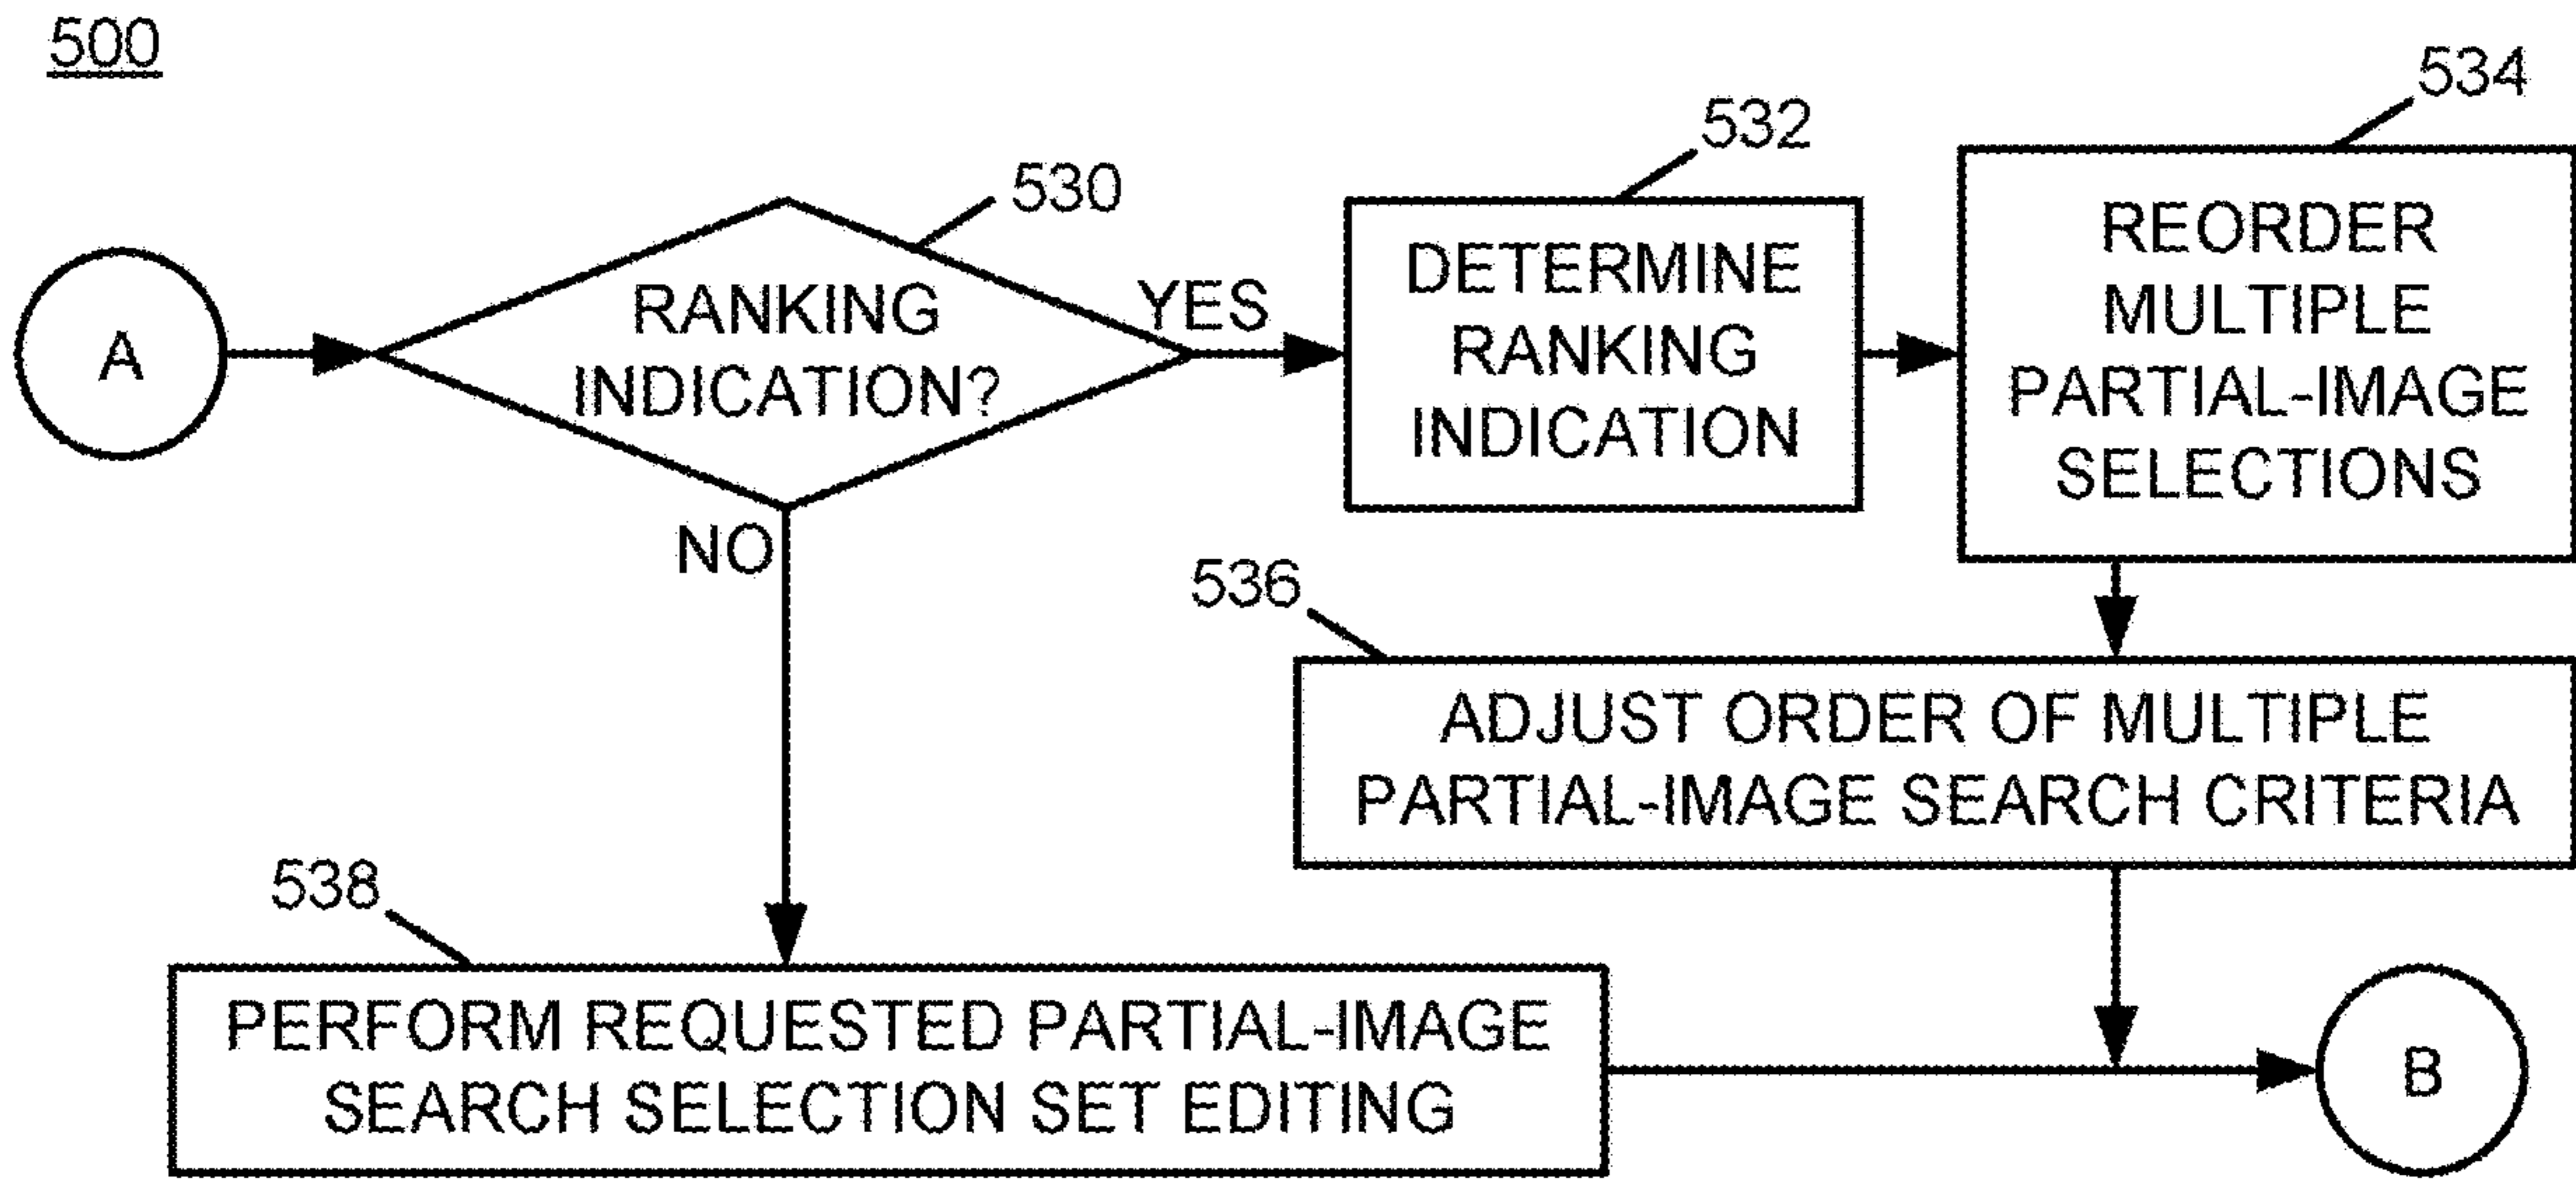 500
A
530
RANKING
INDICATION?
YES
NO
532
DETERMINE
RANKING
INDICATION
534
REORDER
MULTIPLE
PARTIAL-IMAGE
SELECTIONS
536
ADJUST ORDER OF MULTIPLE
PARTIAL-IMAGE SEARCH CRITERIA
538
PERFORM REQUESTED PARTIAL-IMAGE
SEARCH SELECTION SET EDITING
B